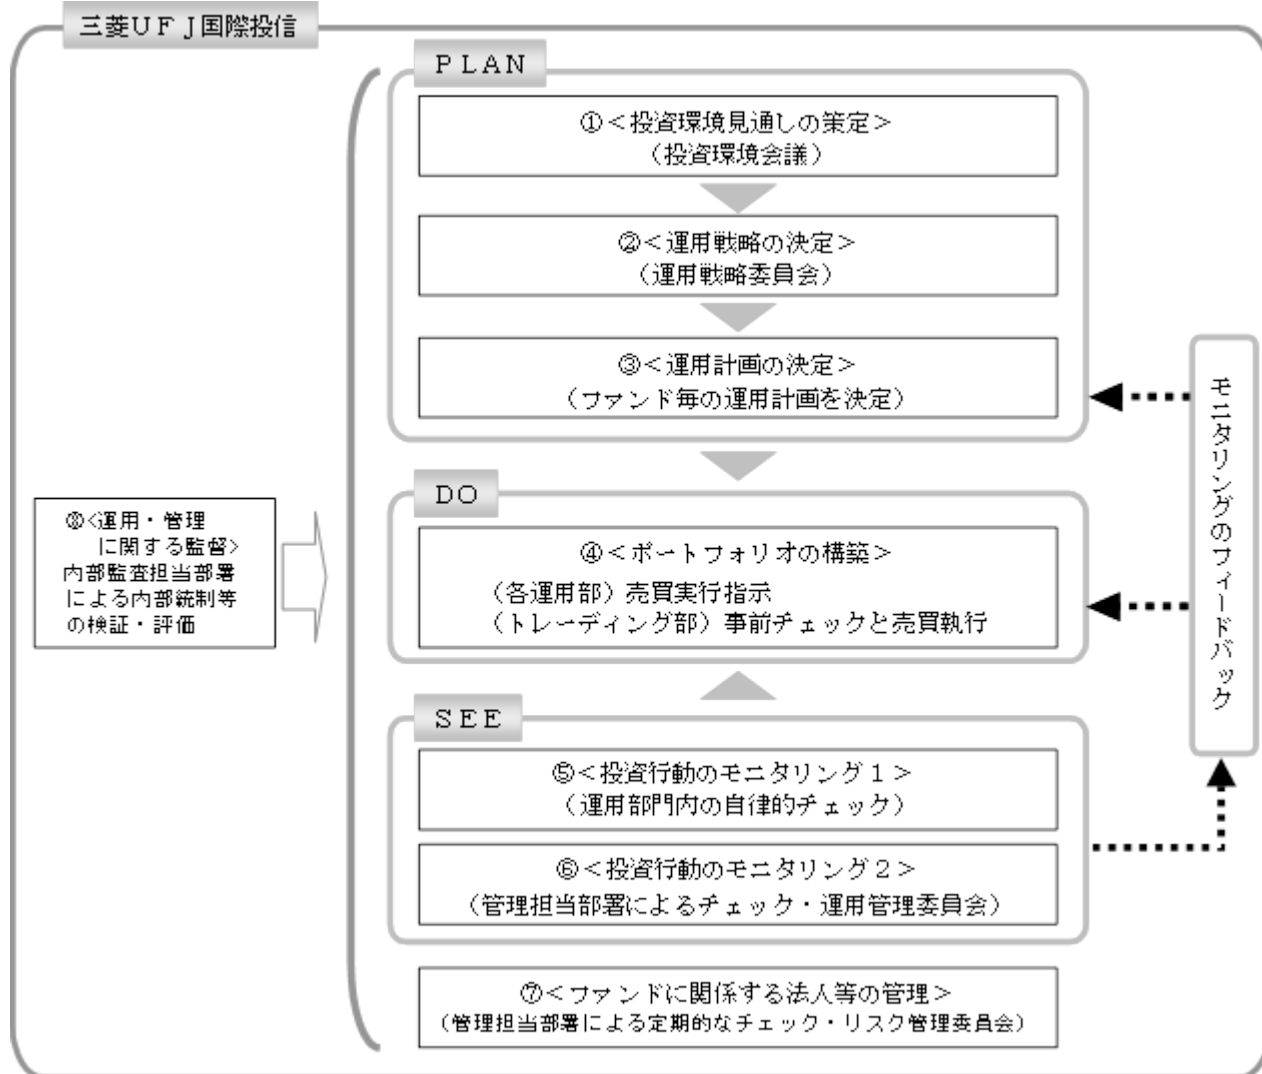 三菱ＵＦＪ国際投信
ＰＬＡＮ
①＜投資環境見通しの策定＞
（投資環境会議）
②＜運用戦略の決定＞
（運用戦略委員会）
③＜運用計画の決定＞
（ファンド毎の運用計画を決定）
ＤＯ
④＜ポートフォリオの構築＞
（各運用部）売買実行指示
（トレーディング部）事前チェックと売買執行
ＳＥＥ
⑤＜投資行動のモニタリング１＞
（運用部門内の自律的チェック）
⑥＜投資行動のモニタリング２＞
（管理担当部署によるチェック・運用管理委員会）
⑦＜ファンドに関係する法人等の管理＞
（管理担当部署による定期的なチェック・リスク管理委員会）
⑧<運用・管理
に関する監督>
内部監査担当部署
による内部統制等
の検証・評価
モニタリングのフィードバック